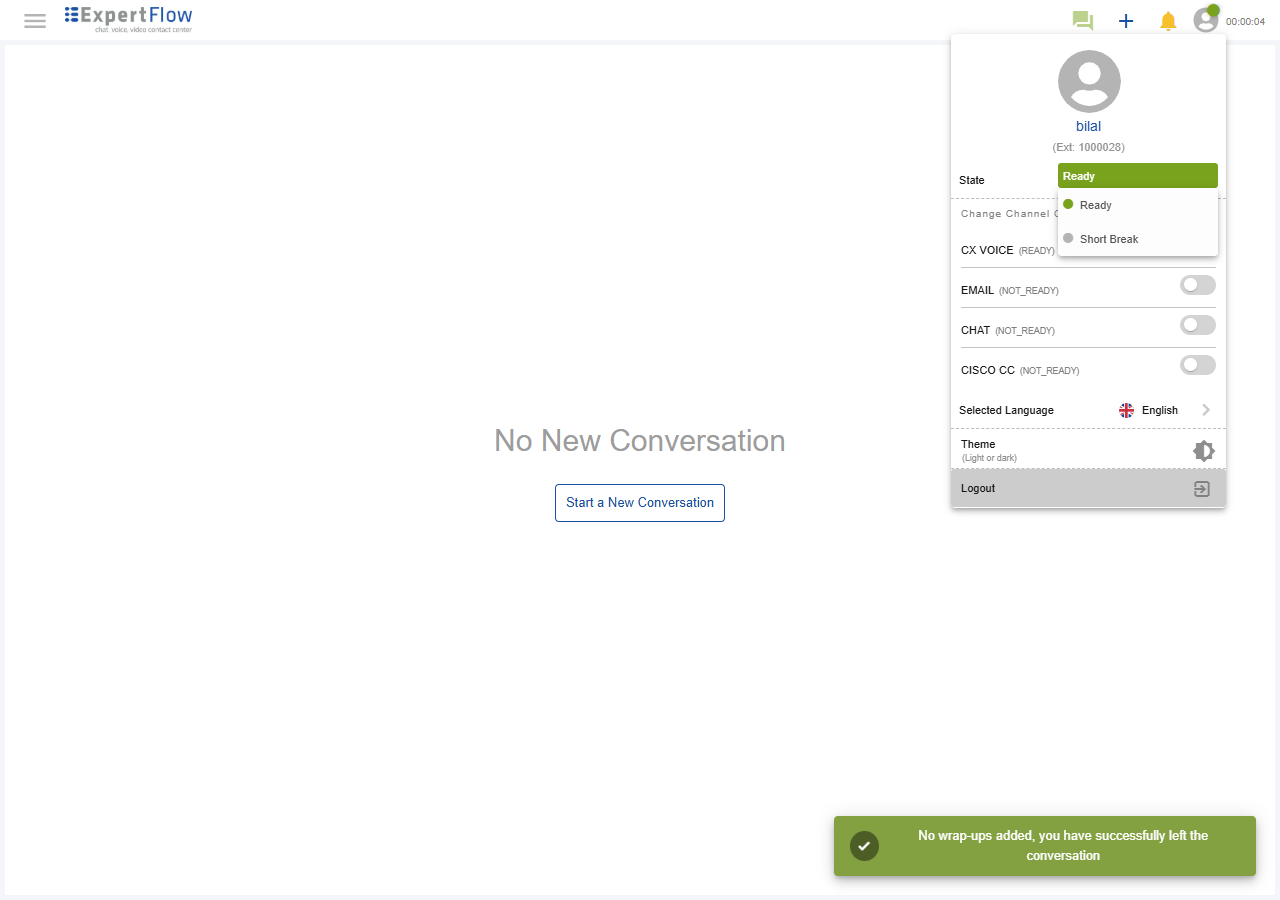 ExpertFlow
chat, voice, video contact center
00:00:04
bilal
(Ext: 1000028)
State
Ready
Ready
Short Break
Change Channel
CX VOICE (READY)
EMAIL (NOT_READY)
CHAT (NOT_READY)
CISCO CC (NOT_READY)
Selected Language English
Theme
(Light or dark)
Logout
No New Conversation
Start a New Conversation
No wrap-ups added, you have successfully left the
conversation